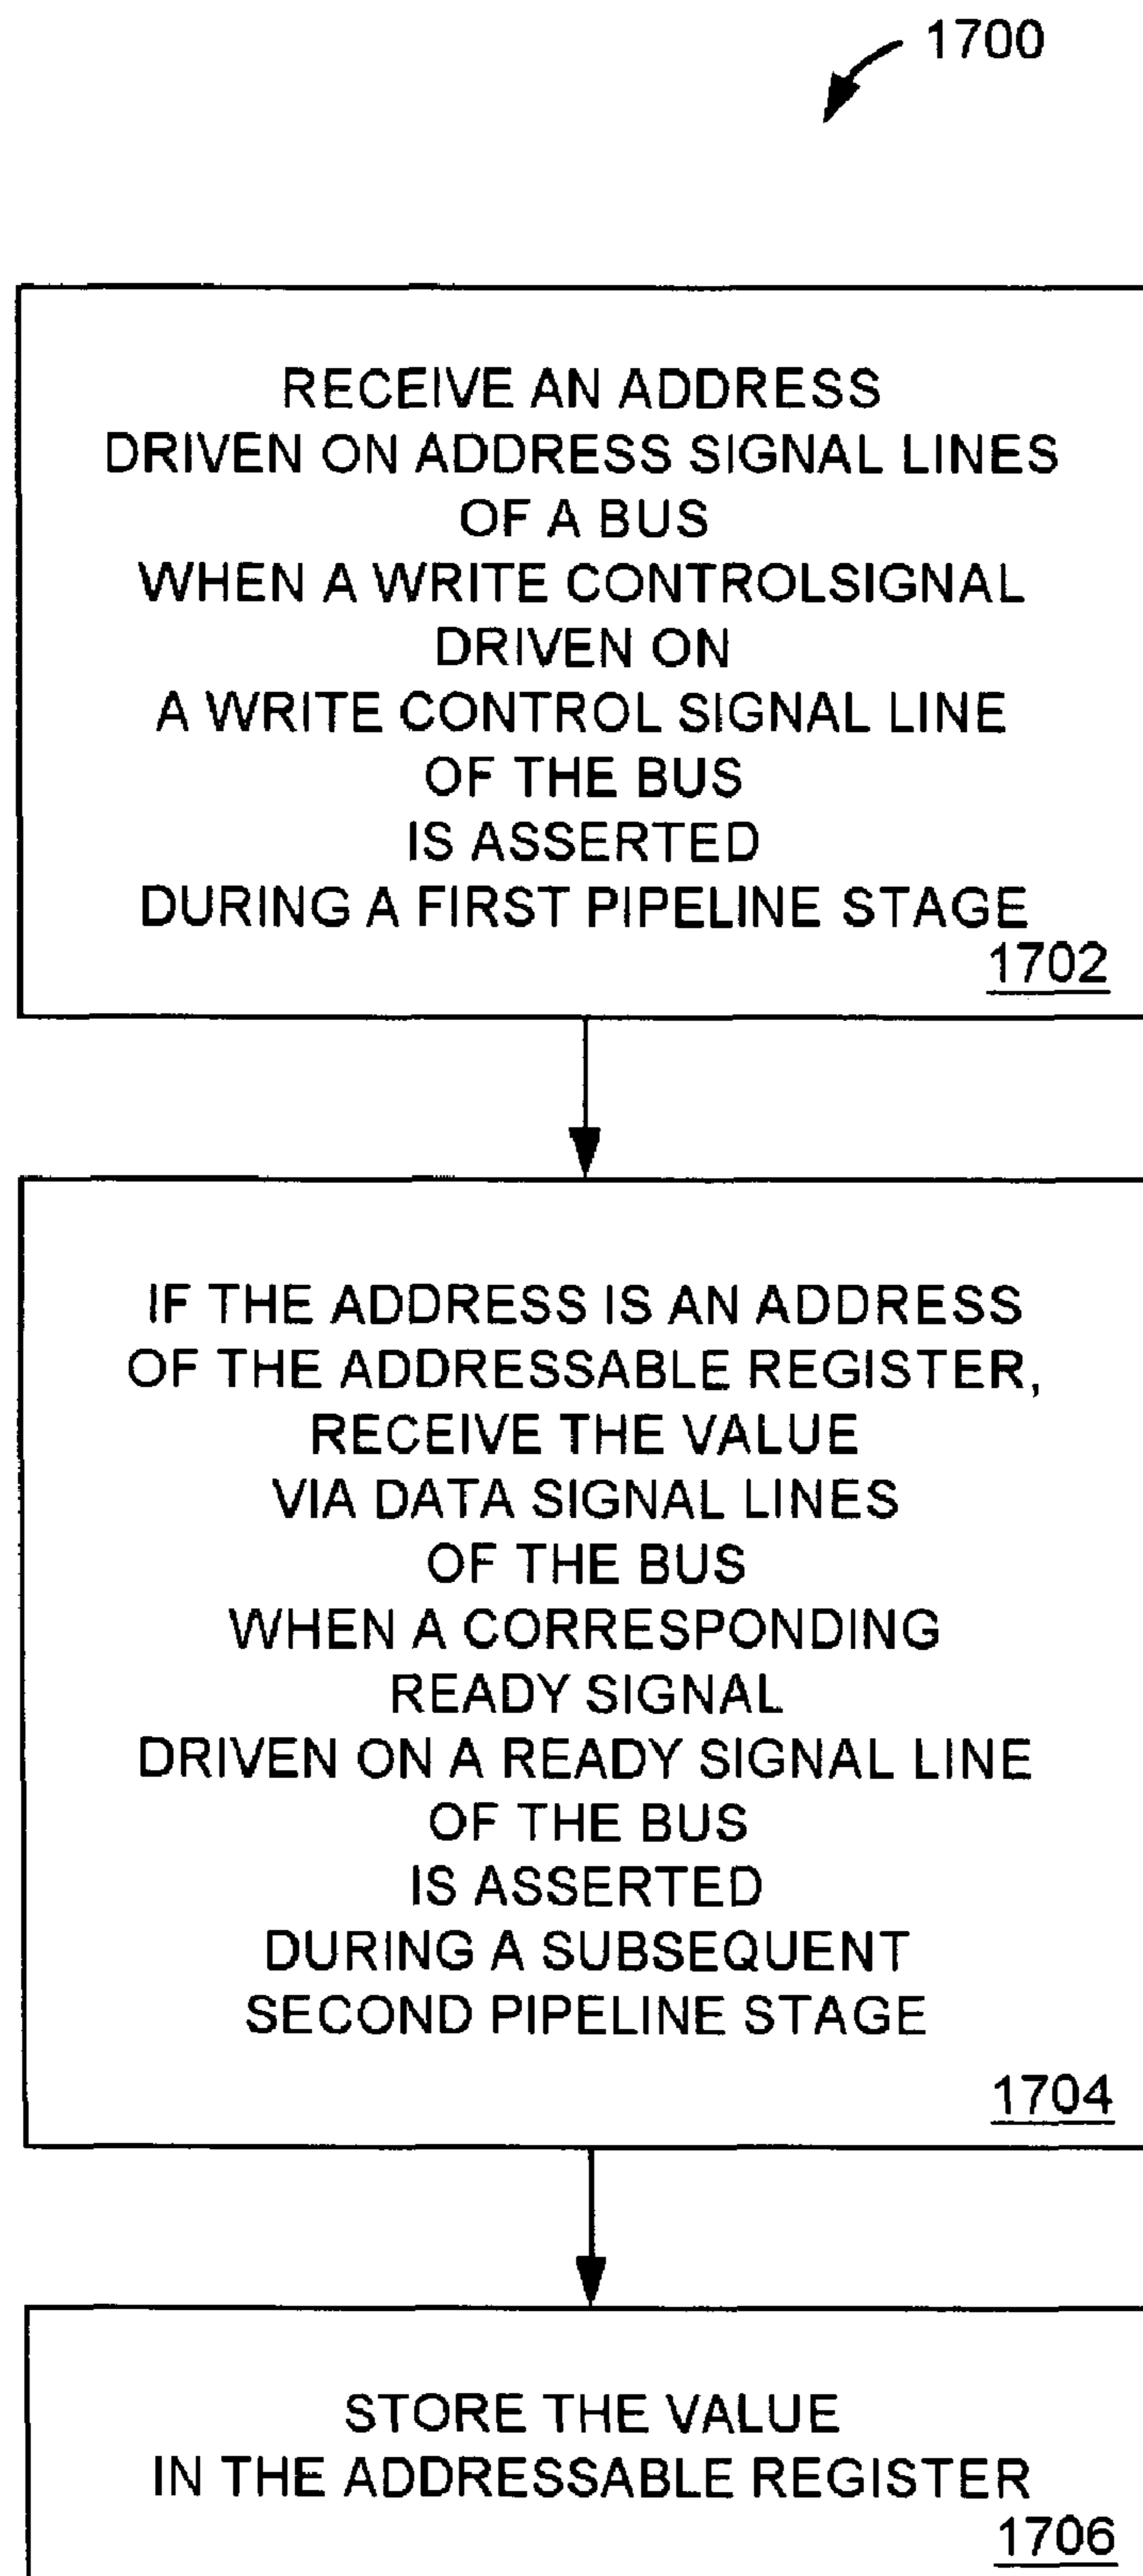 1700
RECEIVE AN ADDRESS
DRIVEN ON ADDRESS SIGNAL LINES
OF A BUS
WHEN A WRITE CONTROLSIGNAL
DRIVEN ON
A WRITE CONTROL SIGNAL LINE
OF THE BUS
IS ASSERTED
DURING A FIRST PIPELINE STAGE
1702
IF THE ADDRESS IS AN ADDRESS
OF THE ADDRESSABLE REGISTER,
RECEIVE THE VALUE
VIA DATA SIGNAL LINES
OF THE BUS
WHEN A CORRESPONDING
READY SIGNAL
DRIVEN ON A READY SIGNAL LINE
OF THE BUS
IS ASSERTED
DURING A SUBSEQUENT
SECOND PIPELINE STAGE
1704
STORE THE VALUE
IN THE ADDRESSABLE REGISTER
1706